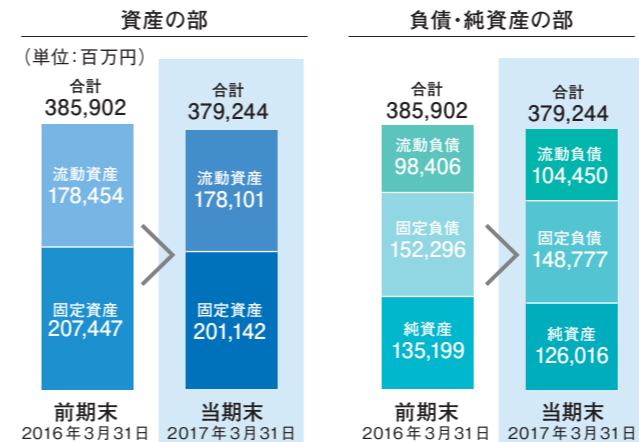 資産の部
(単位:百万円)
合計
385,902
流動資産
178,454
固定資産
207,447
前期末
2016年3月31日
合計
379,244
流動資産
178,101
固定資産
201,142
当期末
2017年3月31日
負債・純資産の部
合計
385,902
流動負債
98,406
固定負債
152,296
純資産
135,199
前期末
2016年3月31日
合計
379,244
流動負債
104,450
固定負債
148,777
純資産
126,016
当期末
2017年3月31日